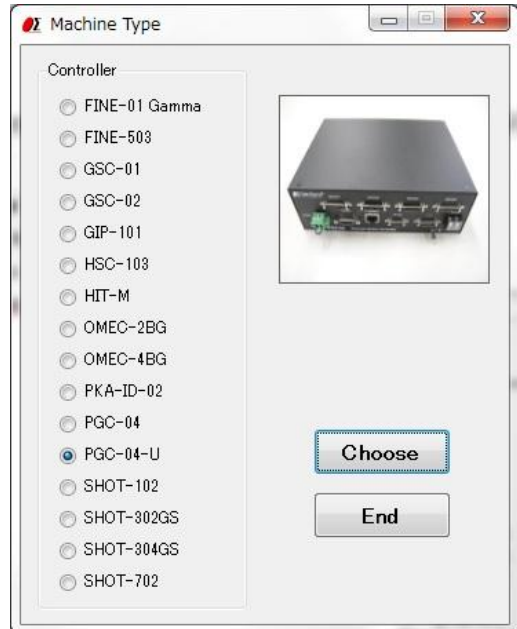 Machine Type
Controller
FINE-01 Gamma
FINE-503
GSC-01
GSC-02
GIP-101
HSC-103
HIT-M
OMEC-2BG
OMEC-4BG
PKA-ID-02
PGC-04
PGC-04-U
SHOT-102
SHOT-302GS
SHOT-304GS
SHOT-702
Choose
End